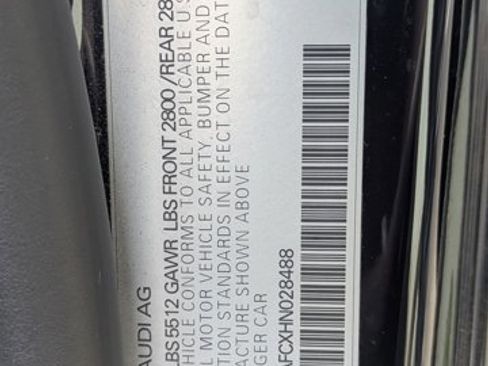 AUDI AG
LBS 5512 GAWR LBS FRONT 2800 /REAR 28
HICLE CONFORMS TO ALL APPLICABLE U.S
L MOTOR VEHICLE SAFETY, BUMPER AND
TION STANDARDS IN EFFECT ON THE DAT
ACTURE SHOWN ABOVE
GER CAR
AFCXHN028488